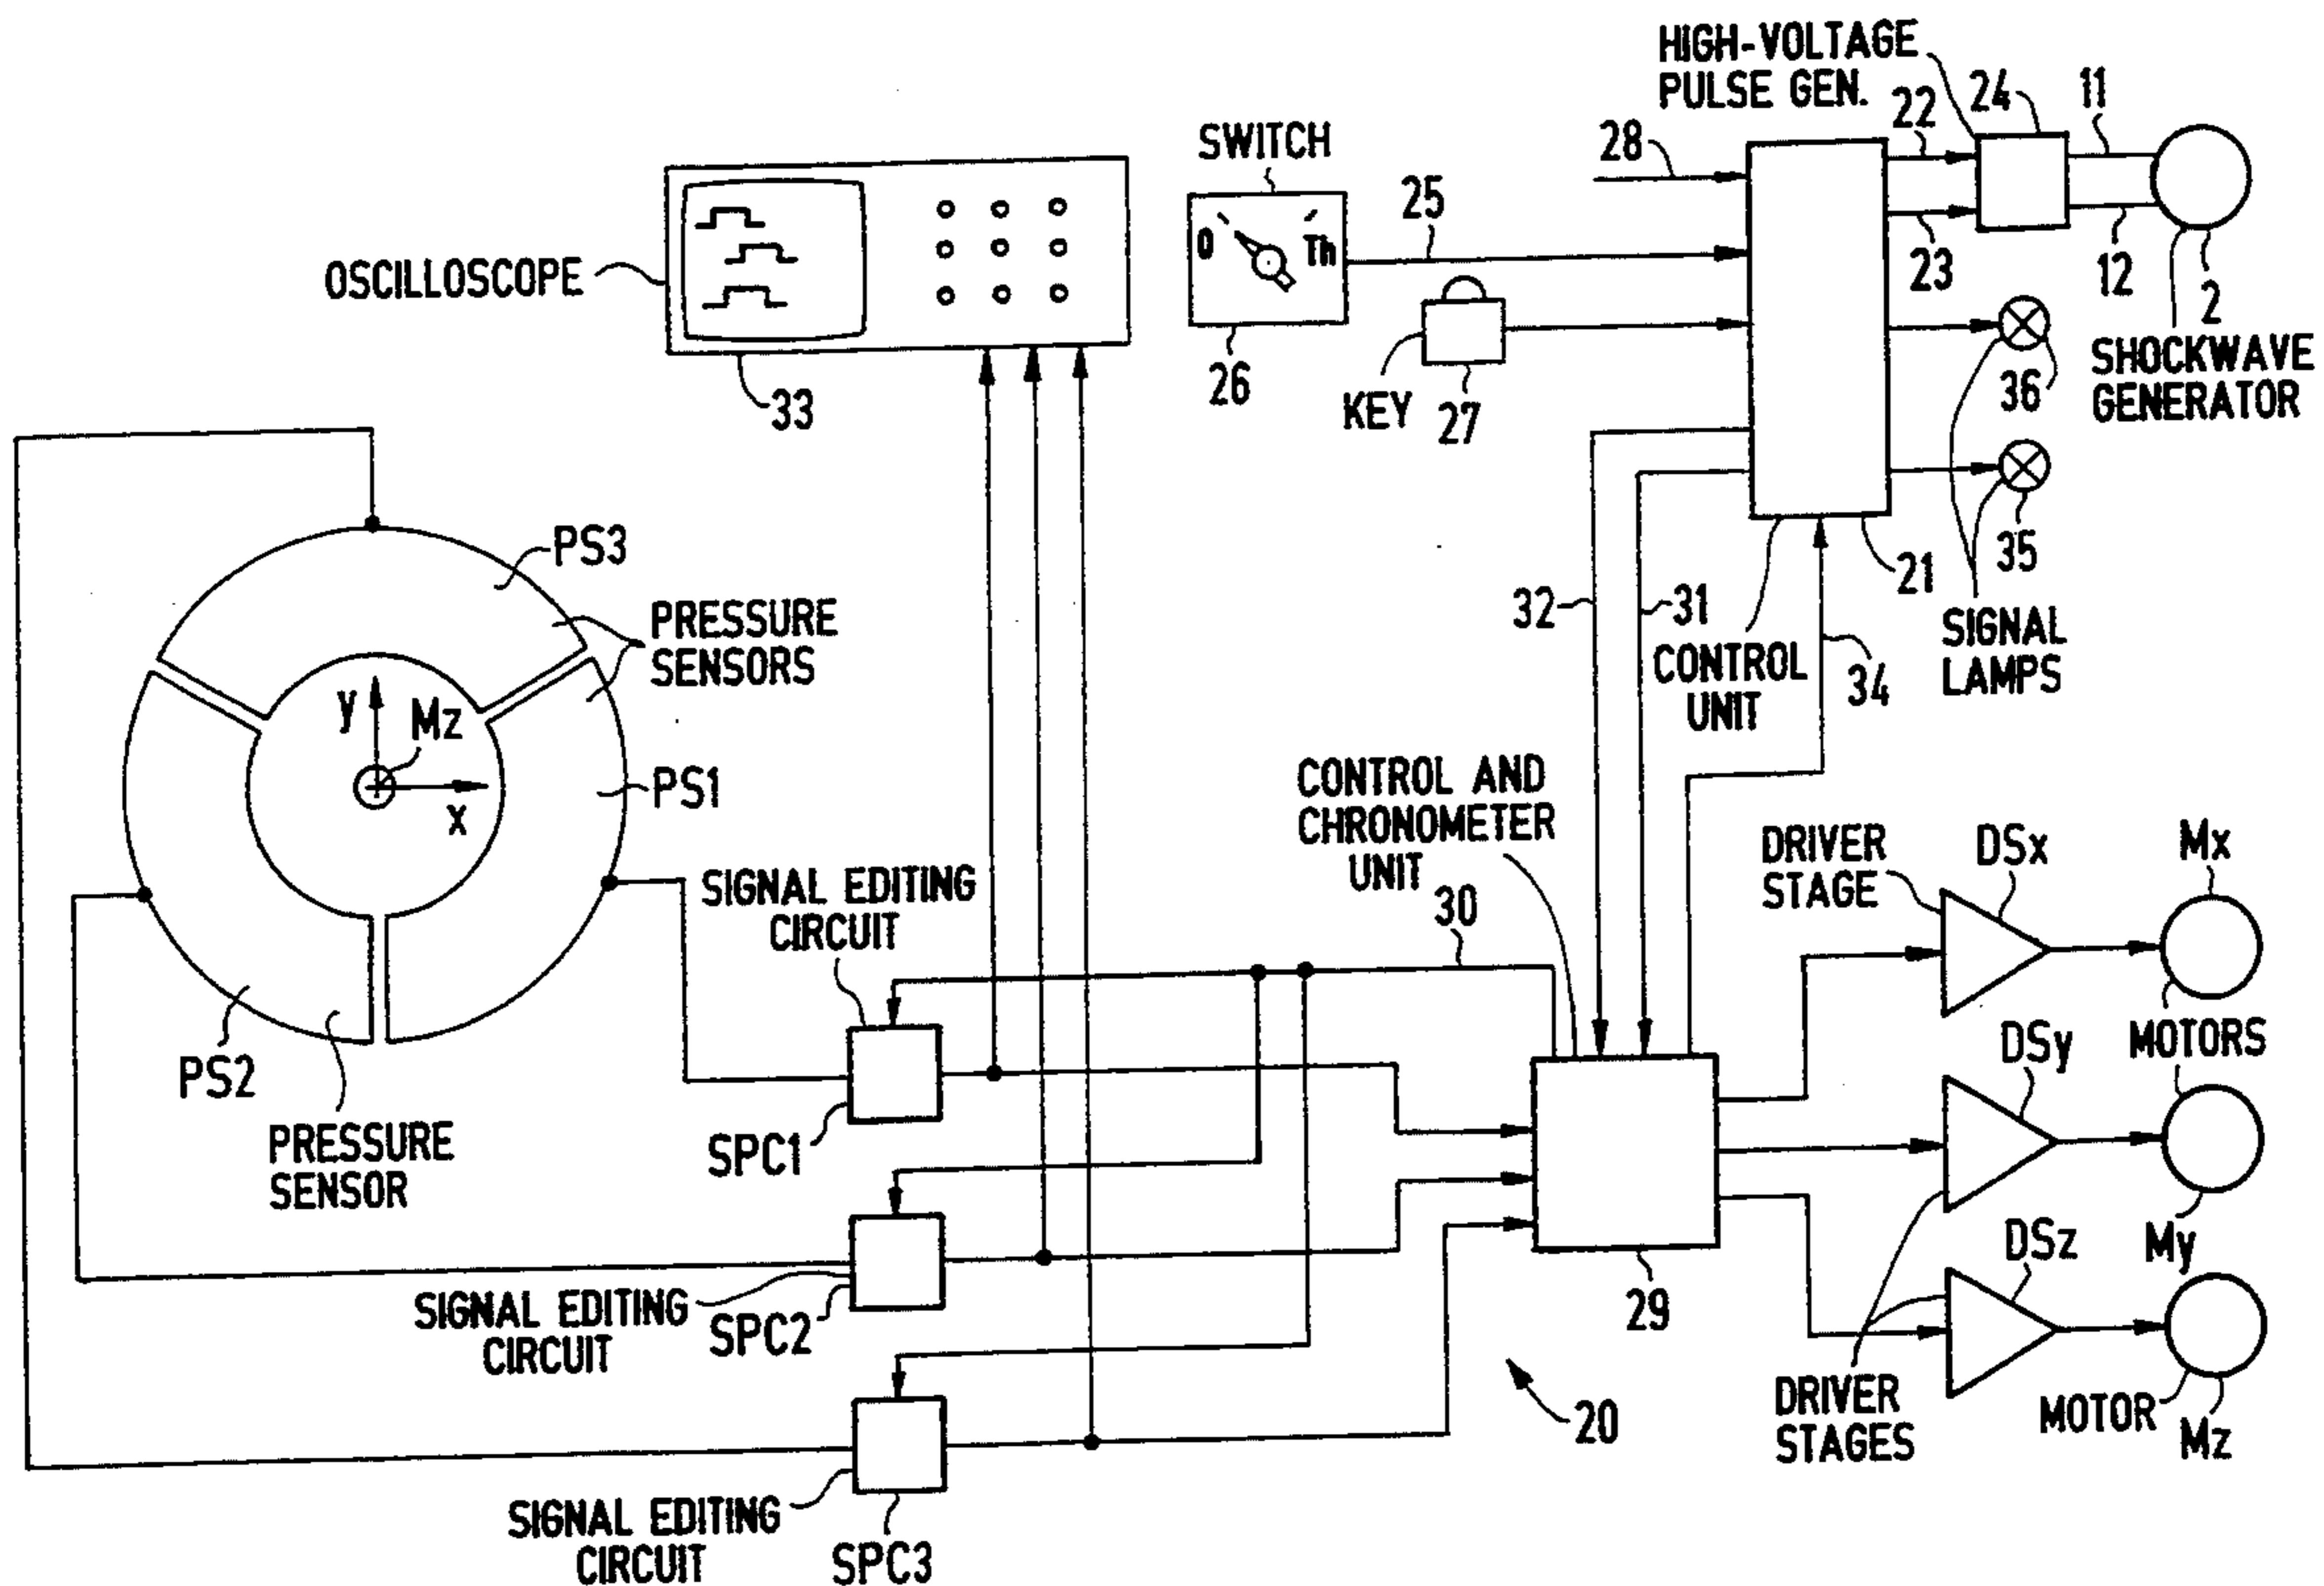 HIGH-VOLTAGE
PULSE GEN.
22
24
11
28
SWITCH
25
O
Th
23
12
2
SHOCKWAVE
GENERATOR
OSCILLOSCOPE
33
26
KEY
27
36
35
21
SIGNAL
LAMPS
PS3
PRESSURE
SENSORS
32
31
CONTROL
UNIT
34
y
Mz
x
PS1
CONTROL AND
CHRONOMETER
UNIT
30
DRIVER
STAGE
DSx
Mx
SIGNAL EDITING
CIRCUIT
MOTORS
PS2
PRESSURE
SENSOR
SPC1
DSy
My
SIGNAL EDITING
CIRCUIT
SPC2
29
DSz
20
DRIVER
STAGES
MOTOR
Mz
SIGNAL EDITING
CIRCUIT
SPC3